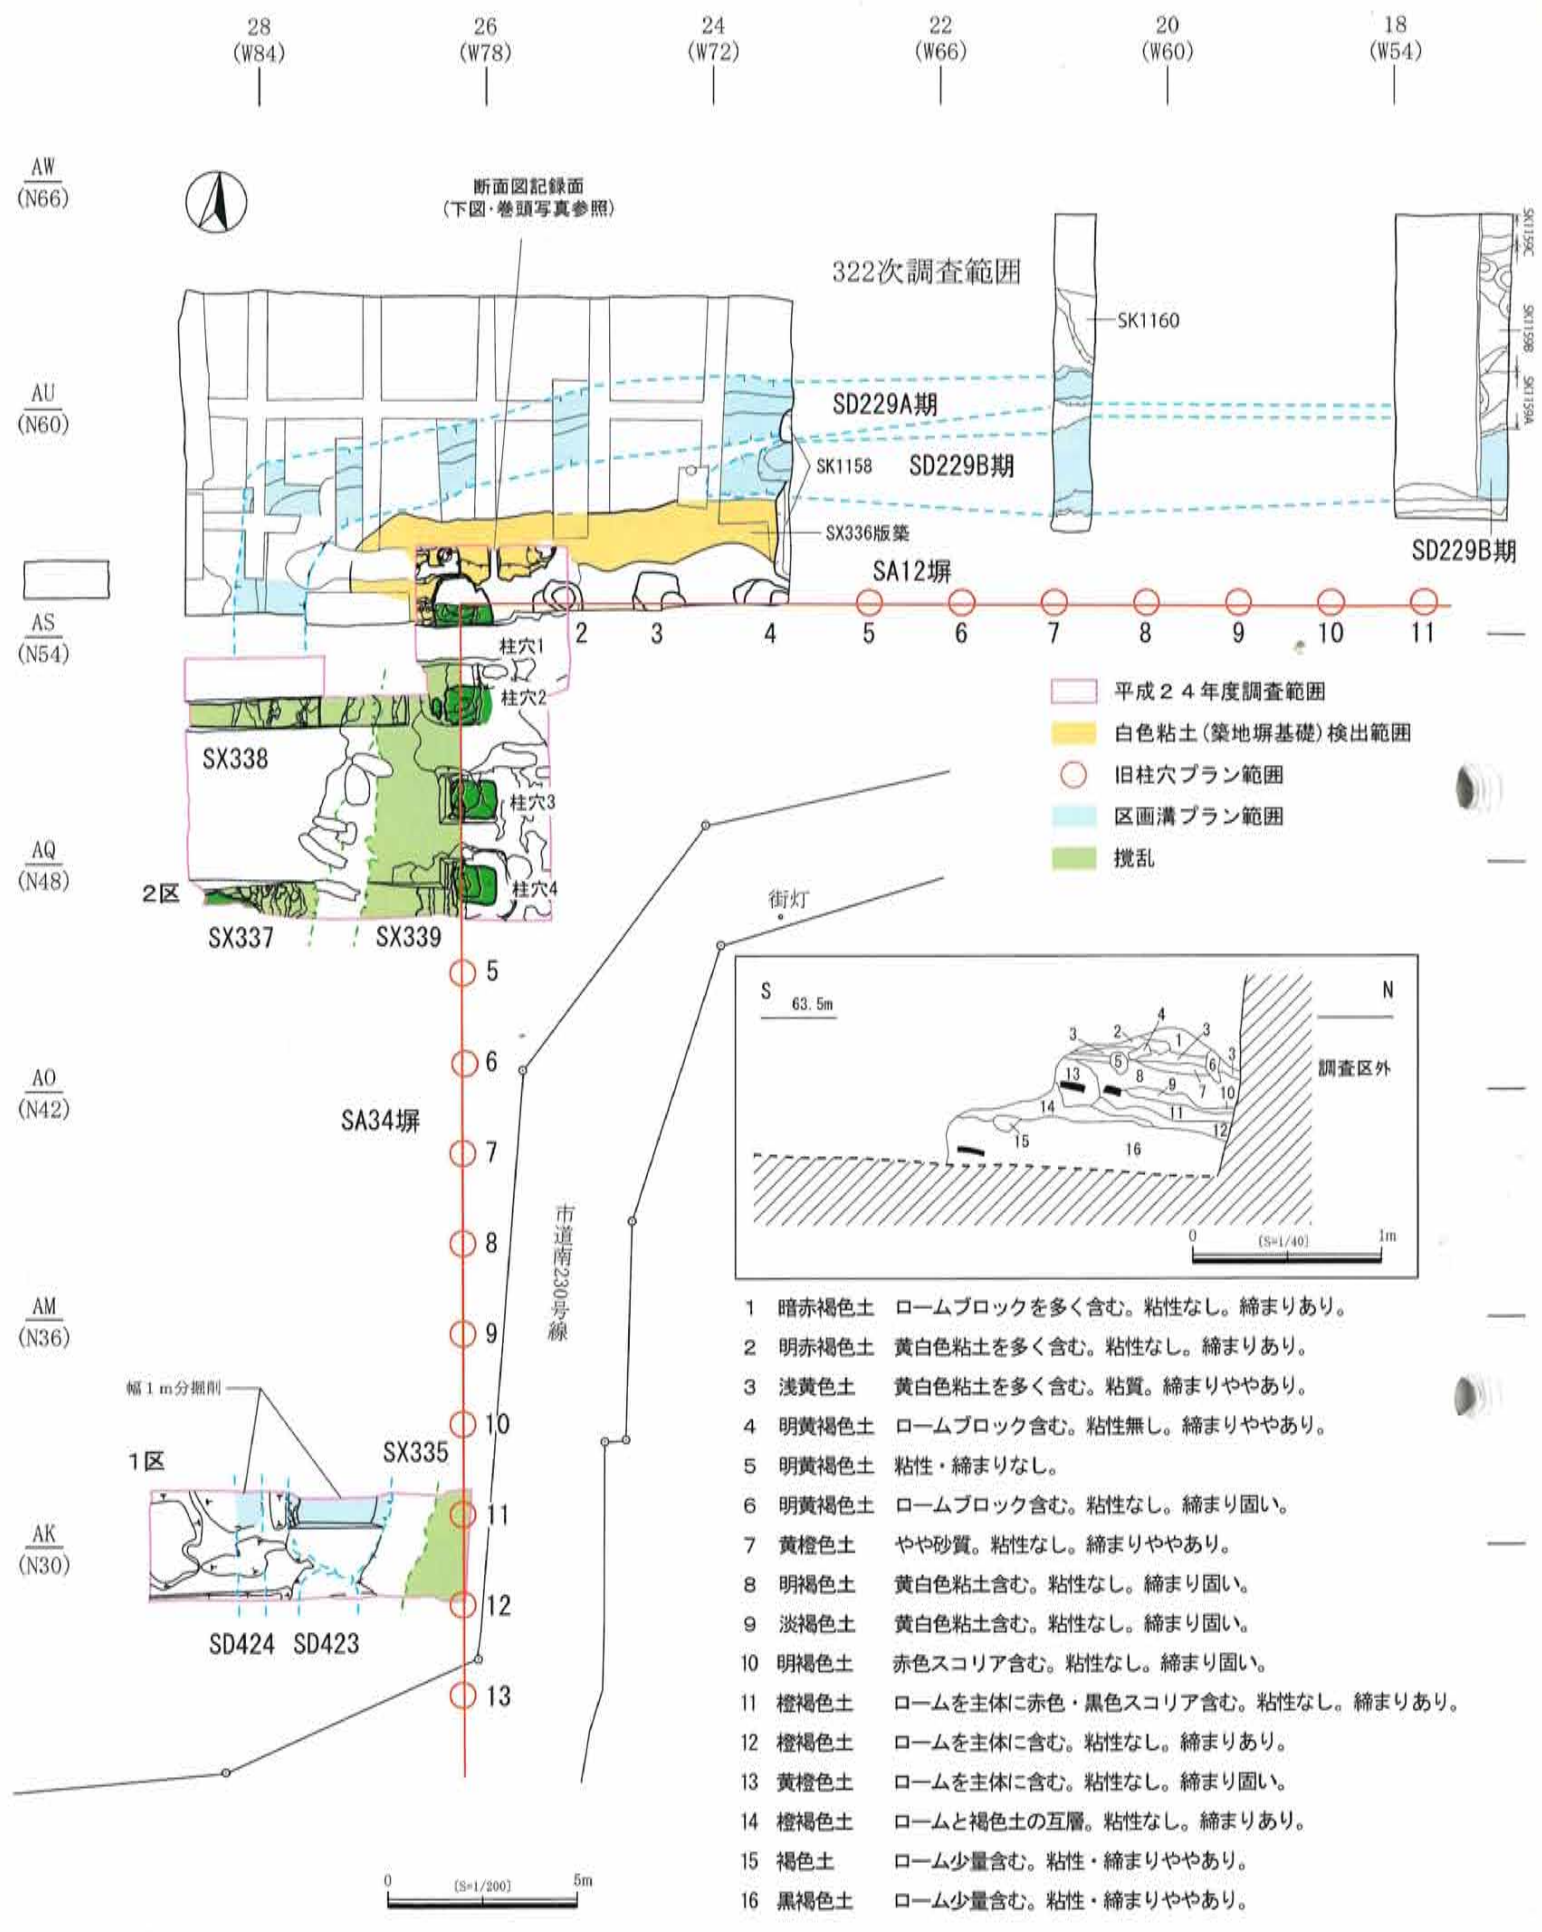 28
(W84)
26
(W78)
24
(W72)
22
(W66)
20
(W60)
18
(W54)
AW
(N66)
断面図記録面
(下図・巻頭写真参照)
322次調査範囲
SK1159C
SK1160
SK1159B
SK1159A
AU
(N60)
SD229A期
SK1158
SD229B期
SX336版築
SD229B期
SA12塀
AS
(N54)
2
3
4
5
6
7
8
9
10
11
柱穴1
柱穴2
SX338
柱穴3
柱穴4
平成24年度調査範囲
白色粘土(築地塀基礎)検出範囲
旧柱穴プラン範囲
区画溝プラン範囲
撹乱
AQ
(N48)
2区
SX337
SX339
街灯
5
6
7
8
9
10
11
12
13
AO
(N42)
SA34塀
市道南230号線
S
63.5m
N
調査区外
3
2
4
1
3
3
5
6
13
8
9
7
10
14
11
12
15
16
0
(S=1/40)
1m
AM
(N36)
幅1m分掘削
1区
SX335
AK
(N30)
SD424
SD423
1 暗赤褐色土 ロームブロックを多く含む。粘性なし。締まりあり。
2 明赤褐色土 黄白色粘土を多く含む。粘性なし。締まりあり。
3 浅黄色土 黄白色粘土を多く含む。粘質。締まりややあり。
4 明黄褐色土 ロームブロック含む。粘性無し。締まりややあり。
5 明黄褐色土 粘性・締まりなし。
6 明黄褐色土 ロームブロック含む。粘性なし。締まり固い。
7 黄橙色土 やや砂質。粘性なし。締まりややあり。
8 明褐色土 黄白色粘土含む。粘性なし。締まり固い。
9 淡褐色土 黄白色粘土含む。粘性なし。締まり固い。
10 明褐色土 赤色スコリア含む。粘性なし。締まり固い。
11 橙褐色土 ロームを主体に赤色・黒色スコリア含む。粘性なし。締まりあり。
12 橙褐色土 ロームを主体に含む。粘性なし。締まりあり。
13 黄橙色土 ロームを主体に含む。粘性なし。締まり固い。
14 橙褐色土 ロームと褐色土の互層。粘性なし。締まりあり。
15 褐色土 ローム少量含む。粘性・締まりややあり。
16 黒褐色土 ローム少量含む。粘性・締まりややあり。
0
(S=1/200)
5m